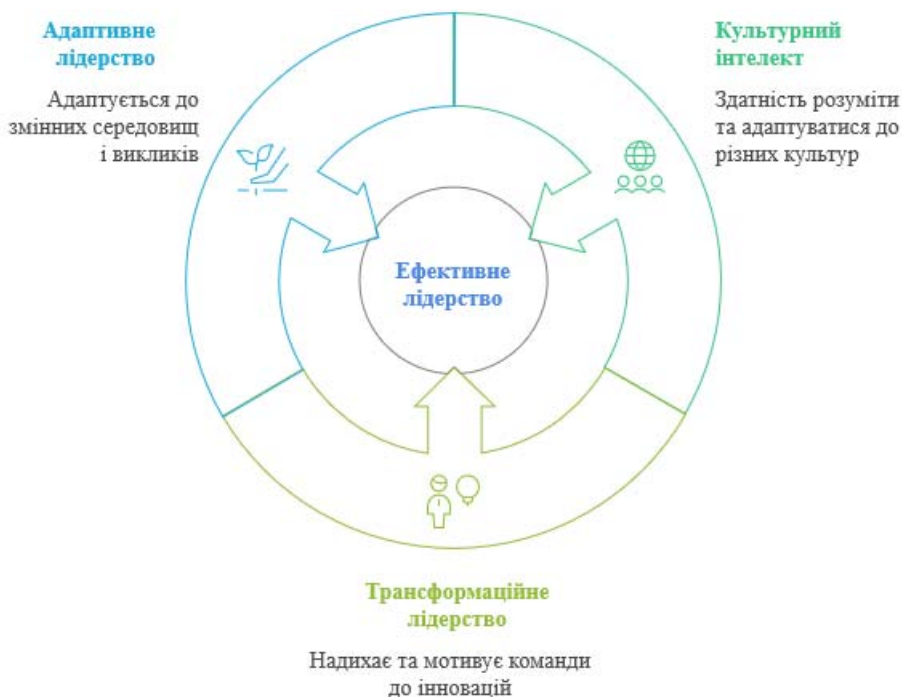 Адаптивне
лідерство
Адаптується до
змінних середовищ
і викликів
Культурний
інтелект
Здатність розуміти
та адаптуватися до
різних культур
Ефективне
лідерство
Трансформаційне
лідерство
Надихає та мотивує команди
до інновацій